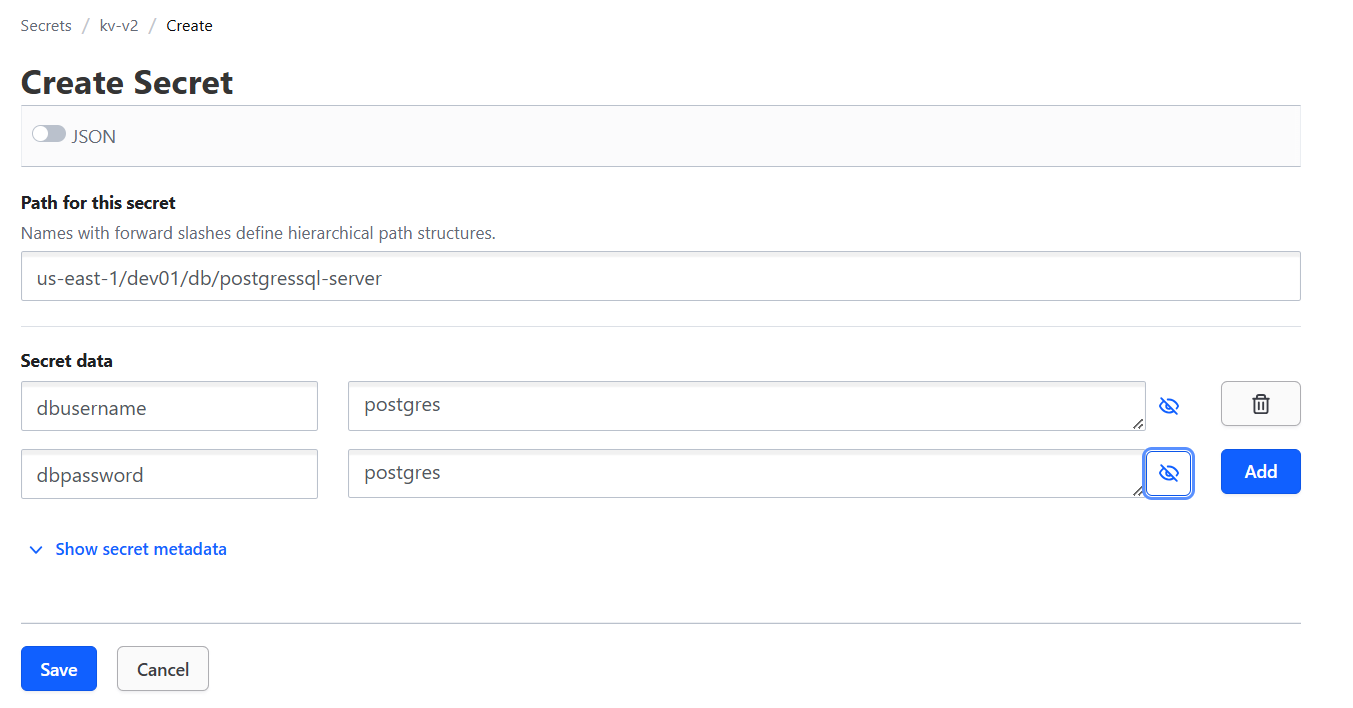 Secrets / kv-v2 / Create
Create Secret
JSON
Path for this secret
Names with forward slashes define hierarchical path structures.
us-east-1/dev01/db/postgressql-server
Secret data
dbusername postgres
dbpassword postgres Add
Show secret metadata
Save Cancel